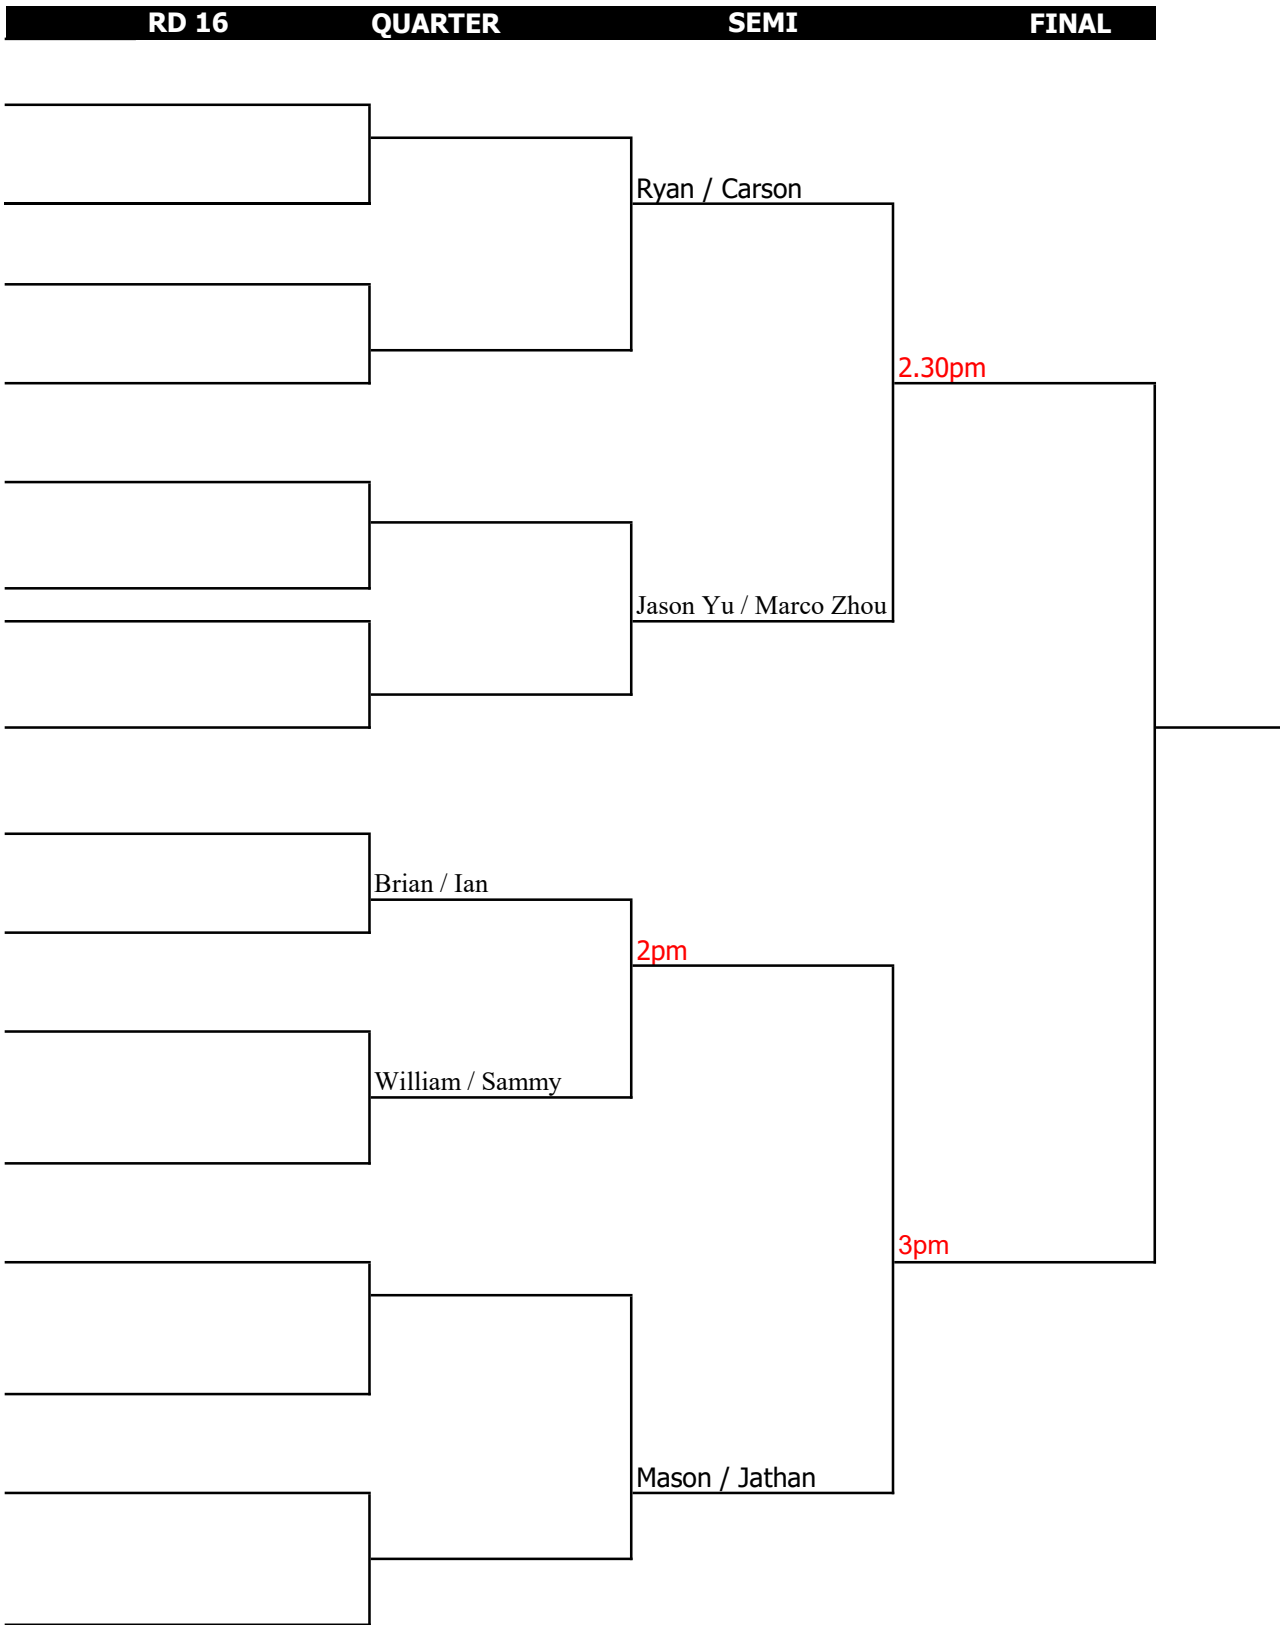 RD 16 QUARTER SEMI FINAL
Ryan / Carson
2.30pm
Jason Yu / Marco Zhou
Brian / Ian
2pm
William / Sammy
3pm
Mason / Jathan